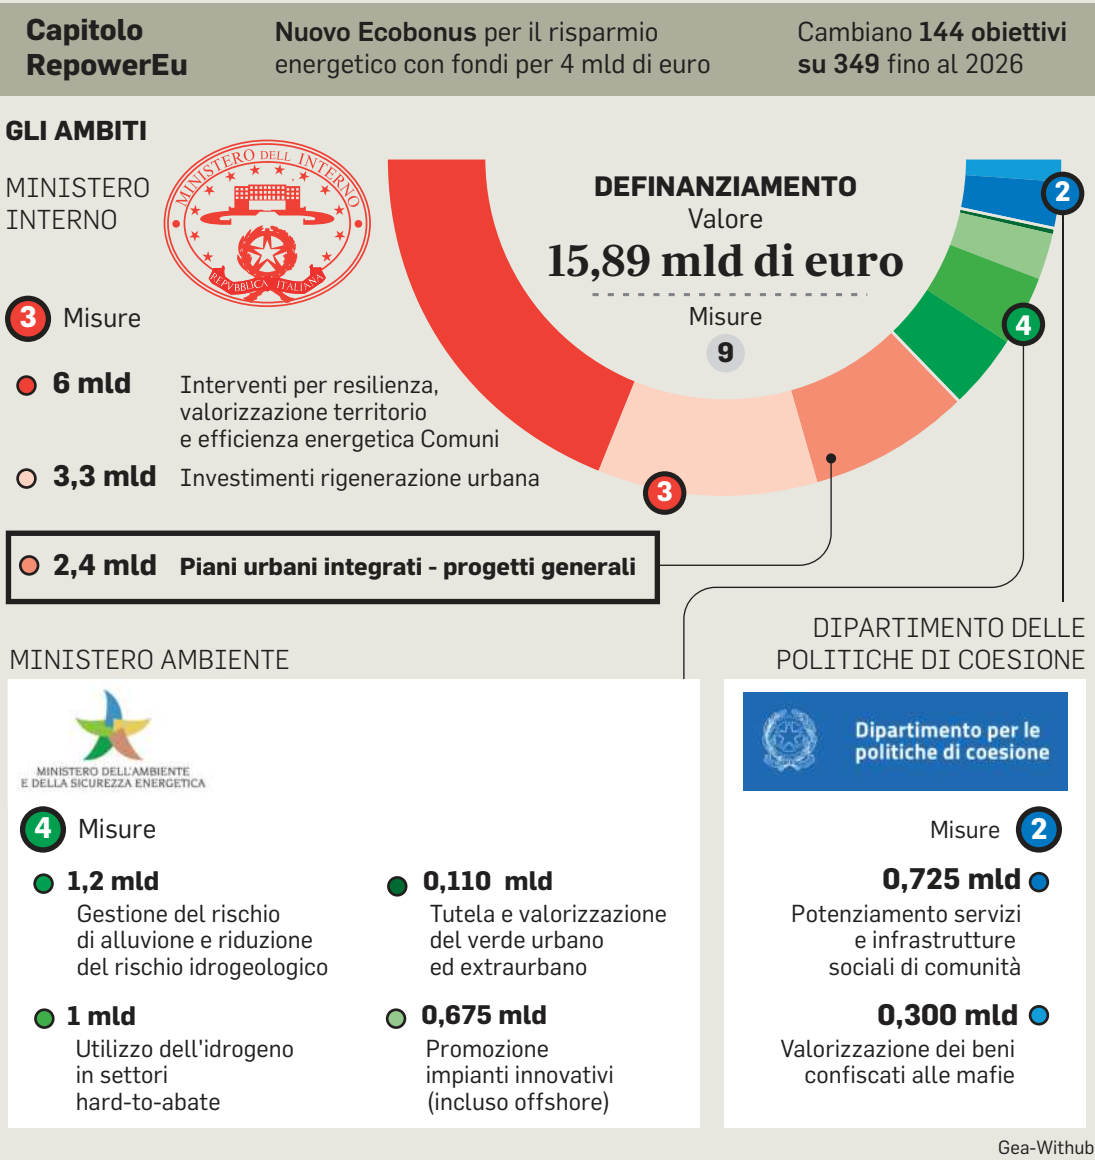 Capitolo
RepowerEu
Nuovo Ecobonus per il risparmio
energetico con fondi per 4 mld di euro
Cambiano 144 obiettivi
su 349 fino al 2026
GLI AMBITI
MINISTERO
INTERNO
MINISTERO DELL INTERNO
REPVBBLICA ITALIANA
3 Misure
6 mld
Interventi per resilienza,
valorizzazione territorio
e efficienza energetica Comuni
3,3 mld
Investimenti rigenerazione urbana
2,4 mld
Piani urbani integrati - progetti generali
DEFINANZIAMENTO
Valore
15,89 mld di euro
Misure
9
2
4
3
MINISTERO AMBIENTE
MINISTERO DELL'AMBIENTE
E DELLA SICUREZZA ENERGETICA
4 Misure
1,2 mld
Gestione del rischio
di alluvione e riduzione
del rischio idrogeologico
0,110 mld
Tutela e valorizzazione
del verde urbano
ed extraurbano
1 mld
Utilizzo dell'idrogeno
in settori
hard-to-abate
0,675 mld
Promozione
impianti innovativi
(incluso offshore)
DIPARTIMENTO DELLE
POLITICHE DI COESIONE
Dipartimento per le
politiche di coesione
Misure 2
0,725 mld
Potenziamento servizi
e infrastrutture
sociali di comunità
0,300 mld
Valorizzazione dei beni
confiscati alle mafie
Gea-Withub